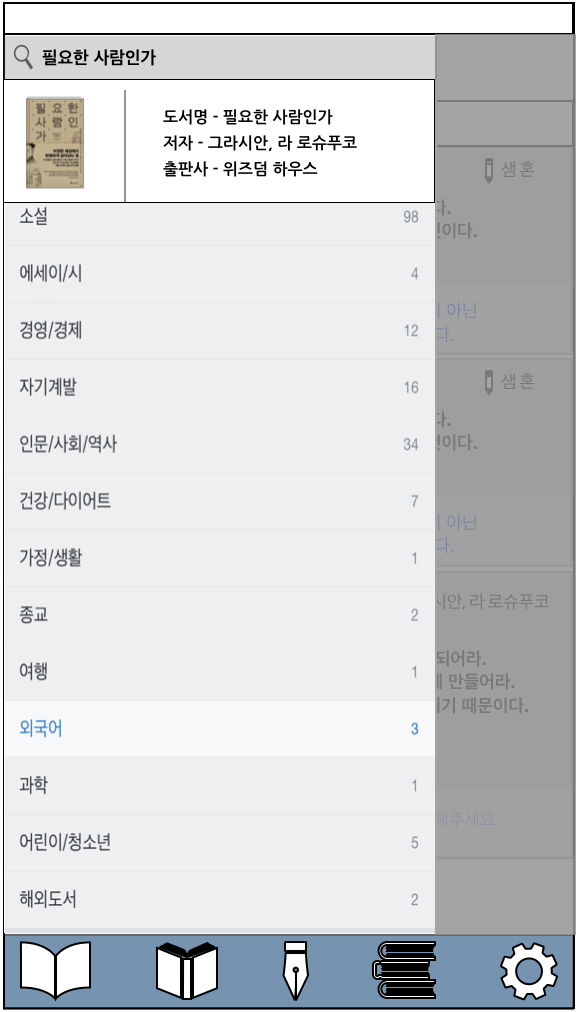 필요한 사람인가
필요한
사람인
가
도서명 - 필요한 사람인가
저자 - 그라시안, 라 로슈푸코
출판사 - 위즈덤 하우스
소설 98
에세이/시 4
경영/경제 12
자기계발 16
인문/사회/역사 34
건강/다이어트 7
가정/생활 1
종교 2
여행 1
외국어 3
과학 1
어린이/청소년 5
해외도서 2
샘혼
다.
것이다.
아닌
다.
샘혼
다.
것이다.
아닌
다.
시안, 라 로슈푸코
되어라.
게 만들어라.
기 때문이다.
해주세요